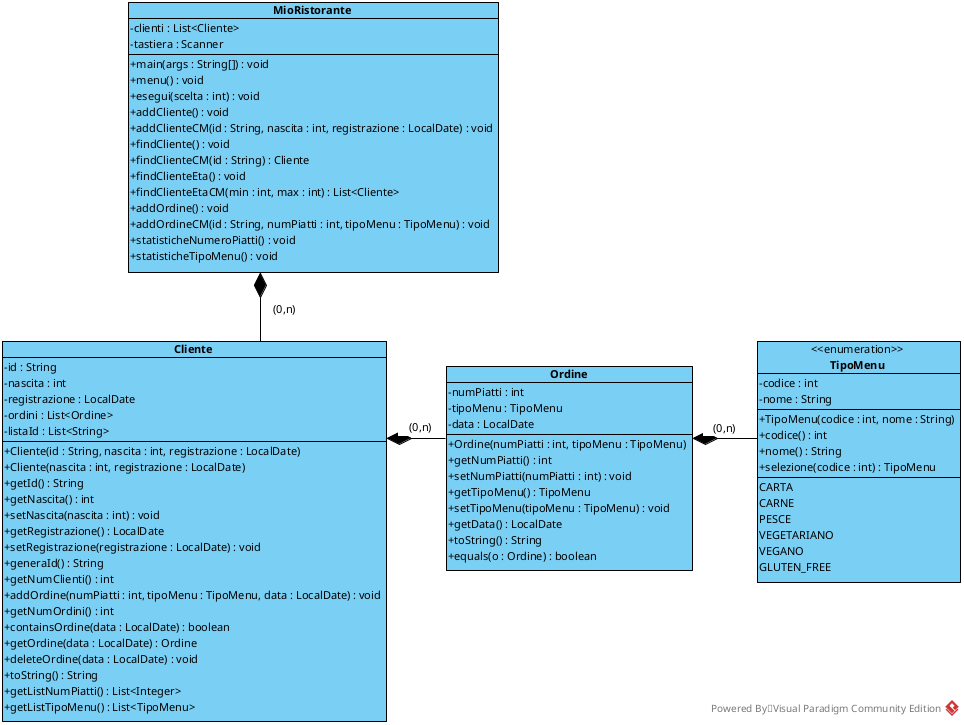 MioRistorante
-clienti : List<Cliente>
-tastiera : Scanner
+main(args : String[]) : void
+menu() : void
+esegui(scelta : int) : void
+addCliente() : void
+addClienteCM(id : String, nascita : int, registrazione : LocalDate) : void
+findCliente() : void
+findClienteCM(id : String) : Cliente
+findClienteEta() : void
+findClienteEtaCM(min : int, max : int) : List<Cliente>
+addOrdine() : void
+addOrdineCM(id : String, numPiatti : int, tipoMenu : TipoMenu) : void
+statisticheNumeroPiatti() : void
+statisticheTipoMenu() : void
(0,n)
Cliente
-id : String
-nascita : int
-registrazione : LocalDate
-ordini : List<Ordine>
-listaId : List<String>
+Cliente(id : String, nascita : int, registrazione : LocalDate)
+Cliente(nascita : int, registrazione : LocalDate)
+getId() : String
+getNascita() : int
+setNascita(nascita : int) : void
+getRegistrazione() : LocalDate
+setRegistrazione(registrazione : LocalDate) : void
+generaId() : String
+getNumClienti() : int
+addOrdine(numPiatti : int, tipoMenu : TipoMenu, data : LocalDate) : void
+getNumOrdini() : int
+containsOrdine(data : LocalDate) : boolean
+getOrdine(data : LocalDate) : Ordine
+deleteOrdine(data : LocalDate) : void
+toString() : String
+getListNumPiatti() : List<Integer>
+getListTipoMenu() : List<TipoMenu>
(0,n)
Ordine
-numPiatti : int
-tipoMenu : TipoMenu
-data : LocalDate
+Ordine(numPiatti : int, tipoMenu : TipoMenu)
+getNumPiatti() : int
+setNumPiatti(numPiatti : int) : void
+getTipoMenu() : TipoMenu
+setTipoMenu(tipoMenu : TipoMenu) : void
+getData() : LocalDate
+toString() : String
+equals(o : Ordine) : boolean
(0,n)
<<enumeration>>
TipoMenu
-codice : int
-nome : String
+TipoMenu(codice : int, nome : String)
+codice() : int
+nome() : String
+selezione(codice : int) : TipoMenu
CARTA
CARNE
PESCE
VEGETARIANO
VEGANO
GLUTEN_FREE
Powered By Visual Paradigm Community Edition